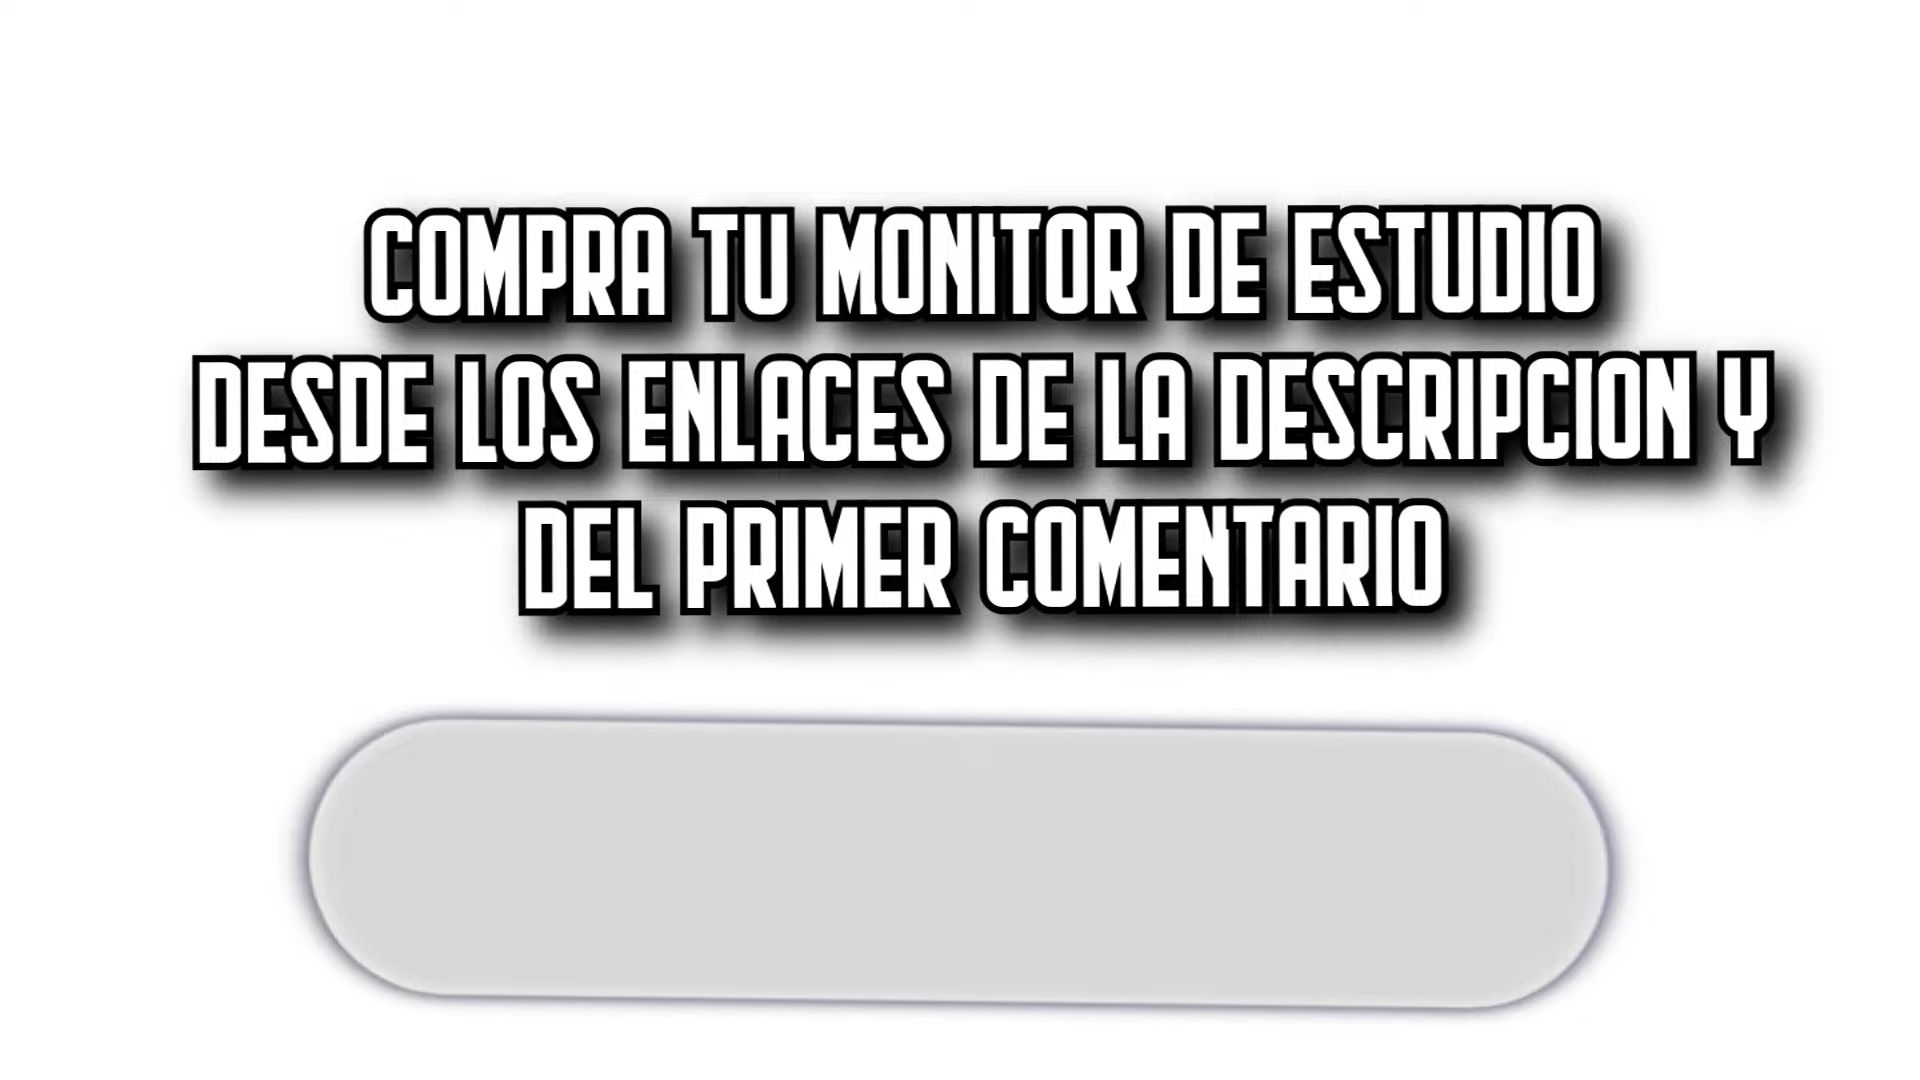 COMPRA TU MONITOR DE ESTUDIO
DESDE LOS ENLACES DE LA DESCRIPCION Y
DEL PRIMER COMENTARIO